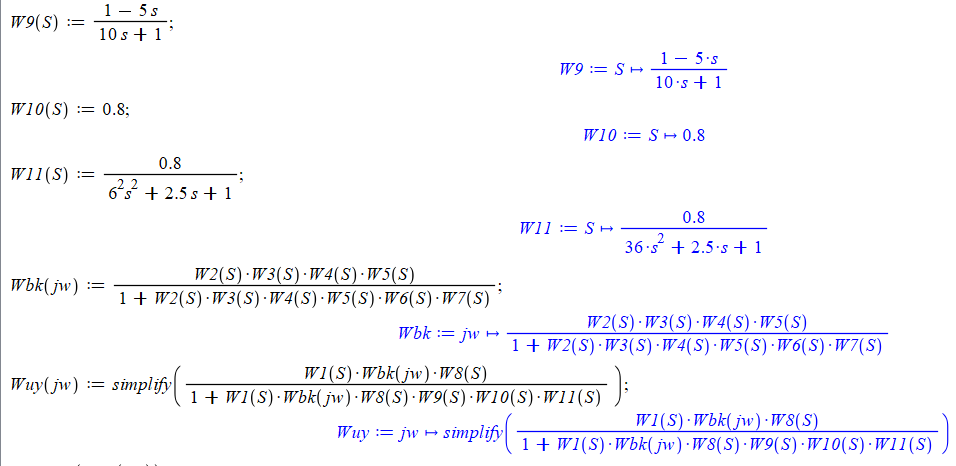 W9(S) := (1 − 5 s)/(10 s + 1);
W9 := S ↦ (1 − 5·s)/(10·s + 1)
W10(S) := 0.8;
W10 := S ↦ 0.8
W11(S) := 0.8/(6²s² + 2.5 s + 1);
W11 := S ↦ 0.8/(36·s² + 2.5·s + 1)
Wbk(jw) := (W2(S)·W3(S)·W4(S)·W5(S))/(1 + W2(S)·W3(S)·W4(S)·W5(S)·W6(S)·W7(S));
Wbk := jw ↦ (W2(S)·W3(S)·W4(S)·W5(S))/(1 + W2(S)·W3(S)·W4(S)·W5(S)·W6(S)·W7(S))
Wuy(jw) := simplify((W1(S)·Wbk(jw)·W8(S))/(1 + W1(S)·Wbk(jw)·W8(S)·W9(S)·W10(S)·W11(S)));
Wuy := jw ↦ simplify((W1(S)·Wbk(jw)·W8(S))/(1 + W1(S)·Wbk(jw)·W8(S)·W9(S)·W10(S)·W11(S)))